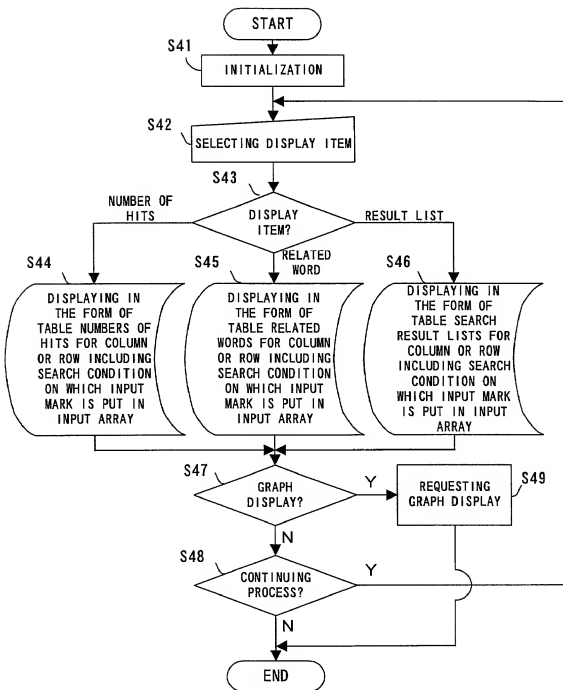 START
S41
INITIALIZATION
S42
SELECTING DISPLAY ITEM
S43
NUMBER OF
HITS
DISPLAY
ITEM?
RESULT LIST
RELATED
WORD
S44
DISPLAYING IN
THE FORM OF
TABLE NUMBERS OF
HITS FOR COLUMN
OR ROW INCLUDING
SEARCH CONDITION
ON WHICH INPUT
MARK IS PUT IN
INPUT ARRAY
S45
DISPLAYING IN
THE FORM OF
TABLE RELATED
WORDS FOR COLUMN
OR ROW INCLUDING
SEARCH CONDITION
ON WHICH INPUT
MARK IS PUT IN
INPUT ARRAY
S46
DISPLAYING IN
THE FORM OF
TABLE SEARCH
RESULT LISTS FOR
COLUMN OR ROW
INCLUDING SEARCH
CONDITION ON
WHICH INPUT MARK
IS PUT IN INPUT
ARRAY
S47
GRAPH
DISPLAY?
Y
N
S49
REQUESTING
GRAPH DISPLAY
S48
CONTINUING
PROCESS?
Y
N
END